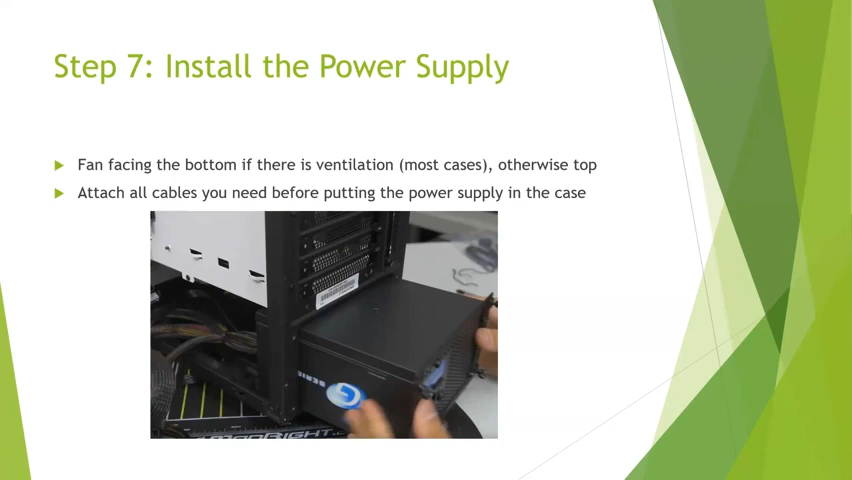 Step 7: Install the Power Supply
Fan facing the bottom if there is ventilation (most cases), otherwise top
Attach all cables you need before putting the power supply in the case